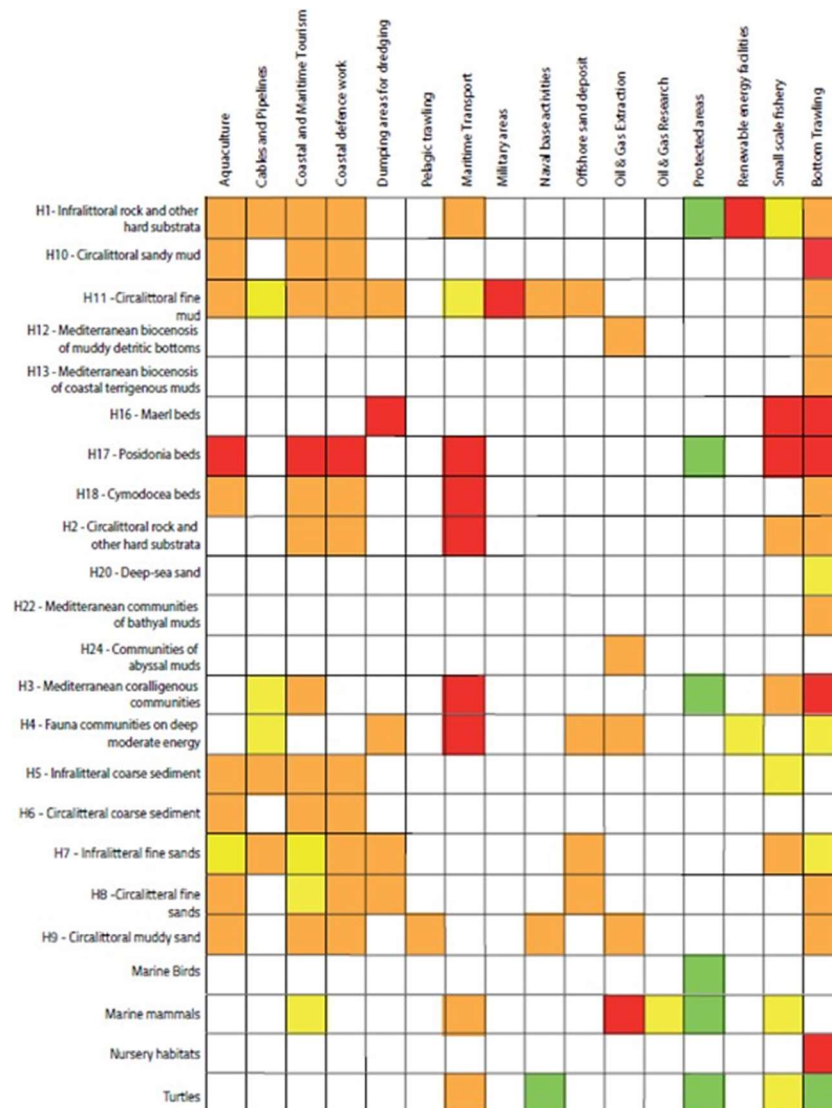 Aquaculture
Cables and Pipelines
Coastal and Maritime Tourism
Coastal defence work
Dumping areas for dredging
Pelagic trawling
Maritime Transport
Military areas
Naval base activities
Offshore sand deposit
Oil & Gas Extraction
Oil & Gas Research
Protected areas
Renewable energy facilities
Small scale fishery
Bottom Trawling
H1- Infralittoral rock and other
hard substrata
H10 - Circalittoral sandy mud
H11 -Circalittoral fine
mud
H12 - Mediterranean biocenosis
of muddy detritic bottoms
H13 - Mediterranean biocenosis
of coastal terrigenous muds
H16 - Maerl beds
H17 - Posidonia beds
H18 - Cymodocea beds
H2 - Circalittoral rock and
other hard substrata
H20 - Deep-sea sand
H22 - Meditteranean communities
of bathyal muds
H24 - Communities of
abyssal muds
H3 - Mediterranean coralligenous
communities
H4 - Fauna communities on deep
moderate energy
H5 - Infralitteral coarse sediment
H6 - Circalitteral coarse sediment
H7 - Infralitteral fine sands
H8 -Circalitteral fine
sands
H9 - Circalittoral muddy sand
Marine Birds
Marine mammals
Nursery habitats
Turtles